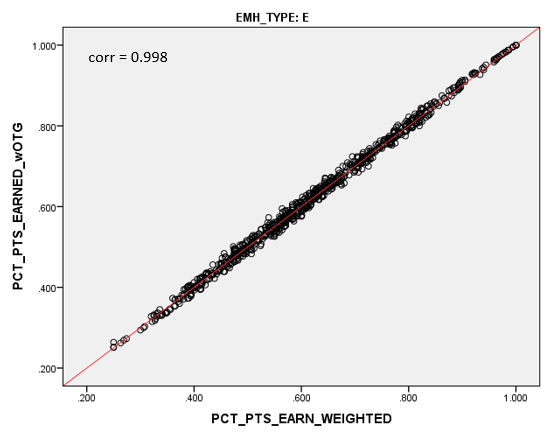 EMH_TYPE: E
corr = 0.998
PCT_PTS_EARNED_wOTG
1.000
.800
.600
.400
.200
.200 .400 .600 .800 1.000
PCT_PTS_EARN_WEIGHTED